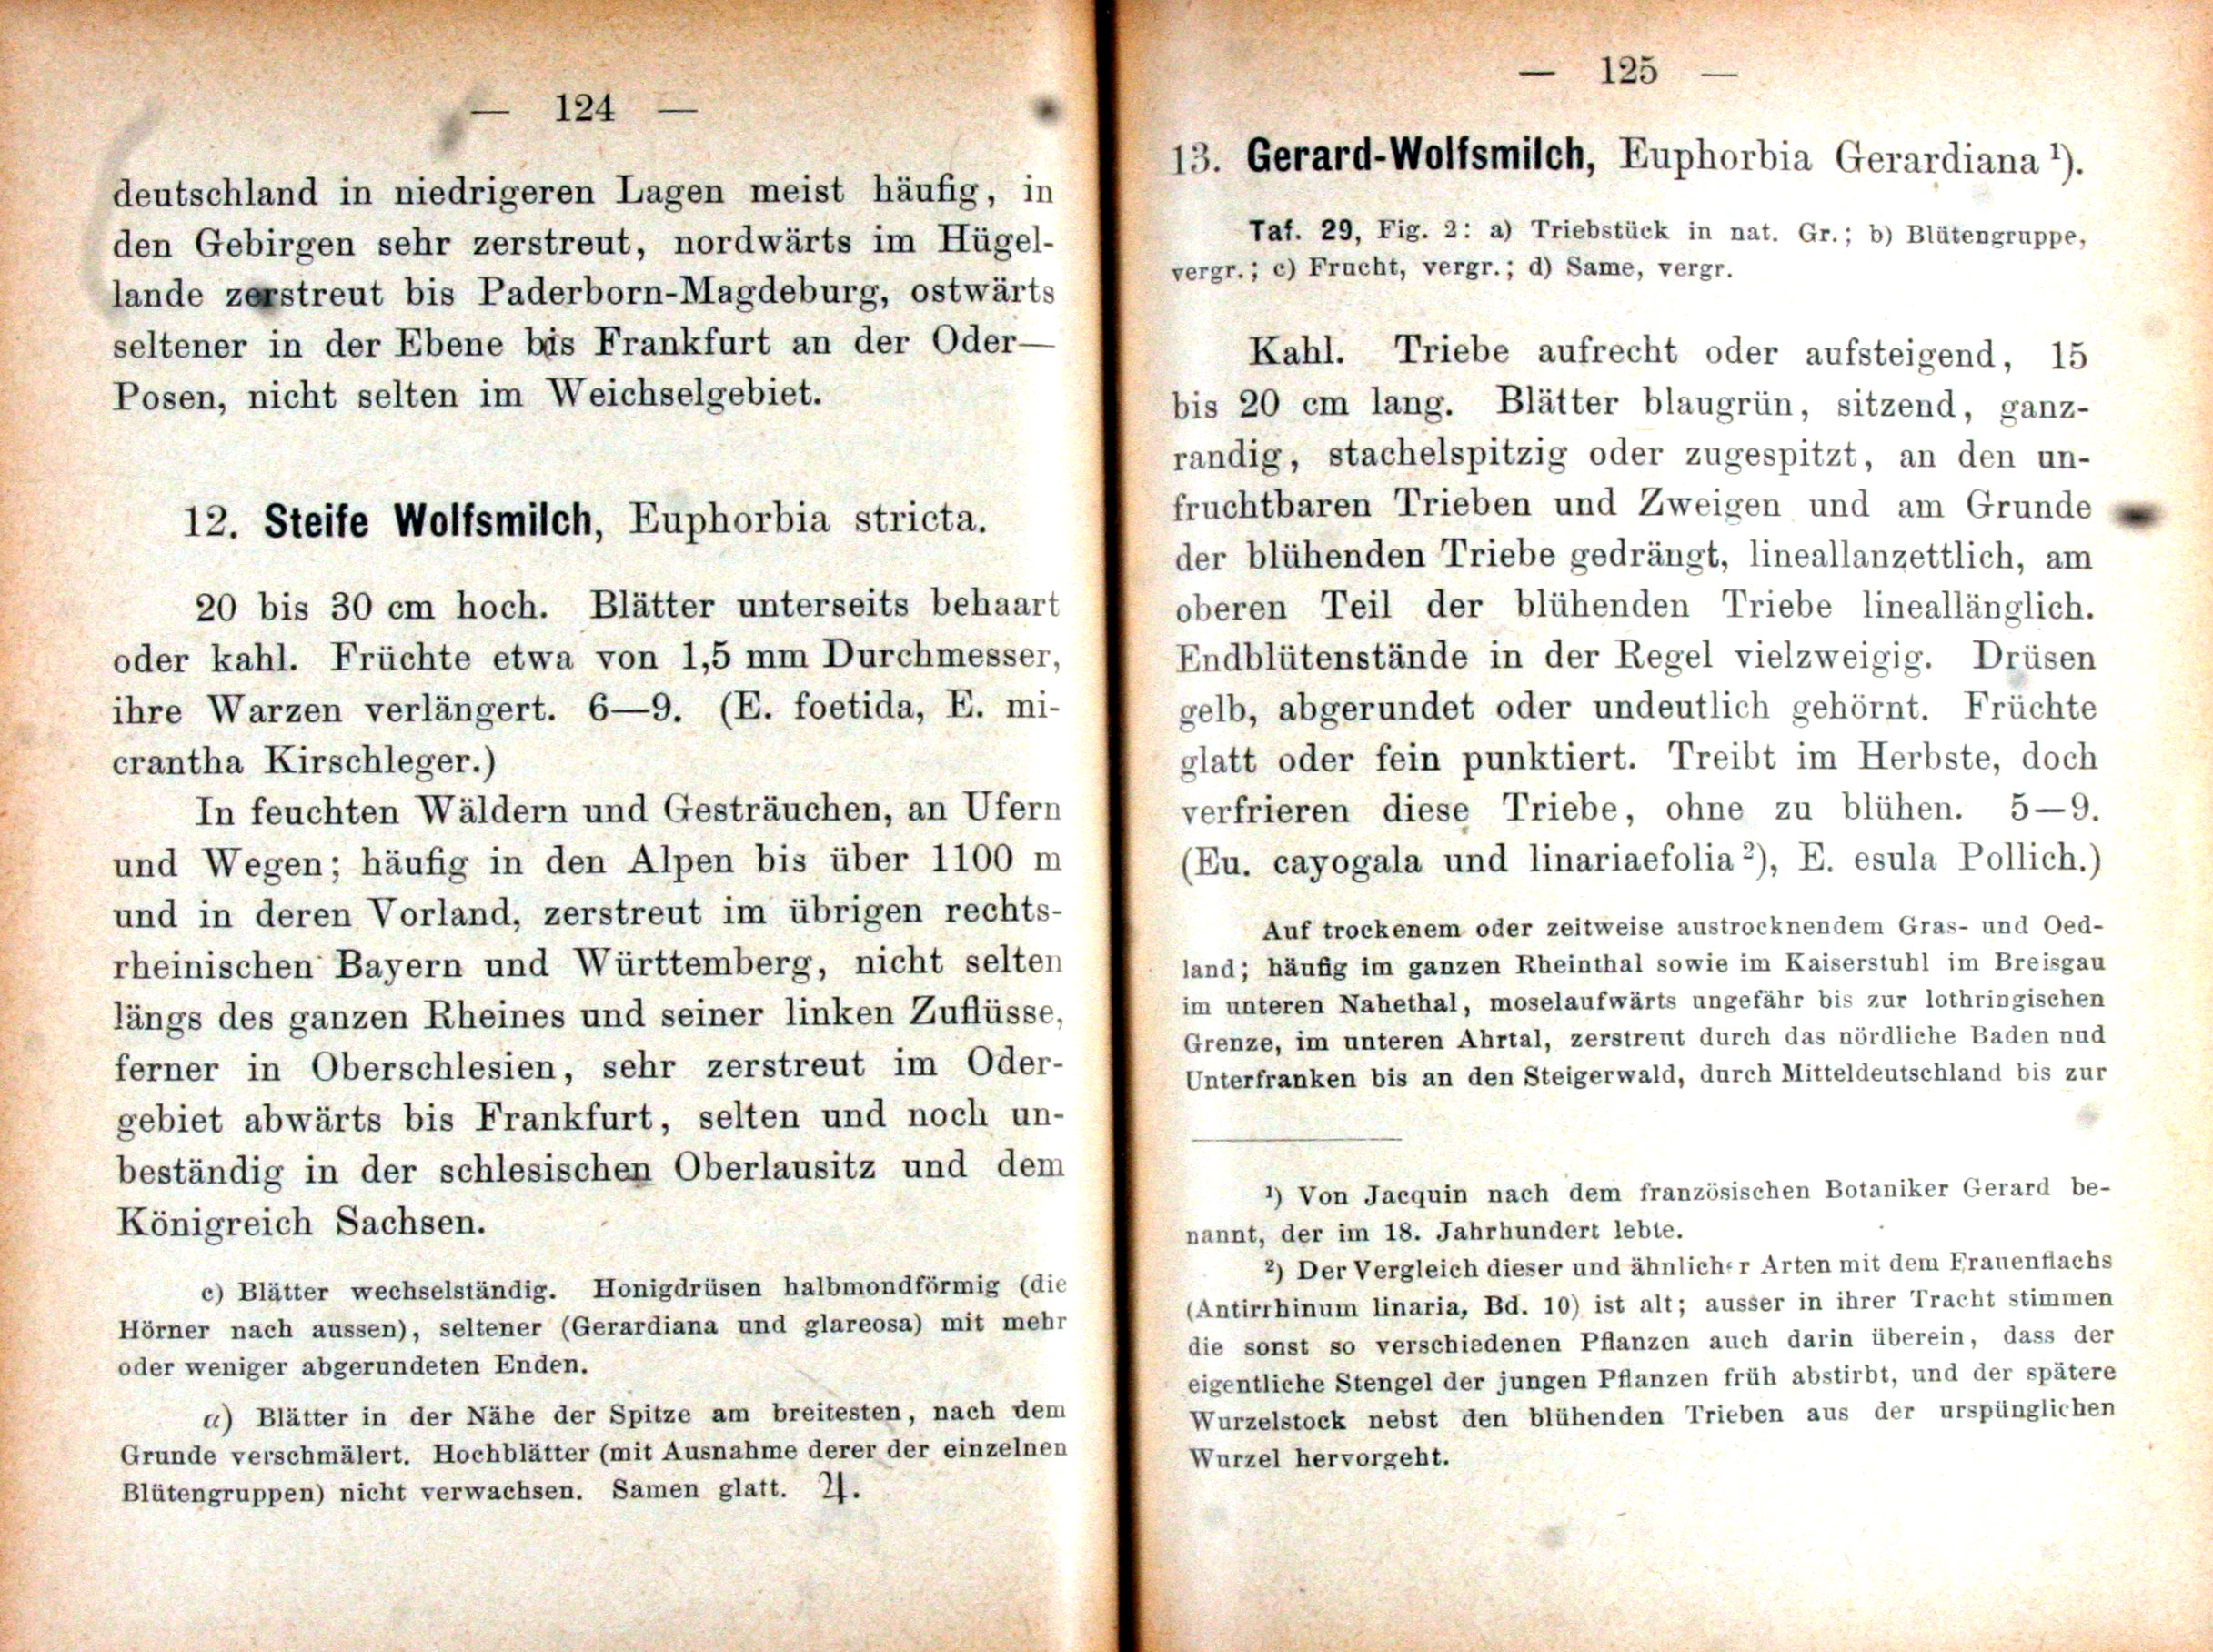 — 124 —
deutschland in niedrigeren Lagen meist häufig, in
den Gebirgen sehr zerstreut, nordwärts im Hügel-
lande zerstreut bis Paderborn-Magdeburg, ostwärts
seltener in der Ebene bis Frankfurt an der Oder—
Posen, nicht selten im Weichselgebiet.
12. Steife Wolfsmilch, Euphorbia stricta.
20 bis 30 cm hoch. Blätter unterseits behaart
oder kahl. Früchte etwa von 1,5 mm Durchmesser,
ihre Warzen verlängert. 6—9. (E. foetida, E. mi-
crantha Kirschleger.)
In feuchten Wäldern und Gesträuchen, an Ufern
und Wegen; häufig in den Alpen bis über 1100 m
und in deren Vorland, zerstreut im übrigen rechts-
rheinischen Bayern und Württemberg, nicht selten
längs des ganzen Rheines und seiner linken Zuflüsse,
ferner in Oberschlesien, sehr zerstreut im Oder-
gebiet abwärts bis Frankfurt, selten und noch un-
beständig in der schlesischen Oberlausitz und dem
Königreich Sachsen.
c) Blätter wechselständig. Honigdrüsen halbmondförmig (die
Hörner nach aussen), seltener (Gerardiana und glareosa) mit mehr
oder weniger abgerundeten Enden.
α) Blätter in der Nähe der Spitze am breitesten, nach dem
Grunde verschmälert. Hochblätter (mit Ausnahme derer der einzelnen
Blütengruppen) nicht verwachsen. Samen glatt. ♃.
— 125 —
13. Gerard-Wolfsmilch, Euphorbia Gerardiana ¹).
Taf. 29, Fig. 2: a) Triebstück in nat. Gr.; b) Blütengruppe,
vergr.; c) Frucht, vergr.; d) Same, vergr.
Kahl. Triebe aufrecht oder aufsteigend, 15
bis 20 cm lang. Blätter blaugrün, sitzend, ganz-
randig, stachelspitzig oder zugespitzt, an den un-
fruchtbaren Trieben und Zweigen und am Grunde
der blühenden Triebe gedrängt, lineallanzettlich, am
oberen Teil der blühenden Triebe lineallänglich.
Endblütenstände in der Regel vielzweigig. Drüsen
gelb, abgerundet oder undeutlich gehörnt. Früchte
glatt oder fein punktiert. Treibt im Herbste, doch
verfrieren diese Triebe, ohne zu blühen. 5—9.
(Eu. cayogala und linariaefolia ²), E. esula Pollich.)
Auf trockenem oder zeitweise austrocknendem Gras- und Oed-
land; häufig im ganzen Rheinthal sowie im Kaiserstuhl im Breisgau
im unteren Nahethal, moselaufwärts ungefähr bis zur lothringischen
Grenze, im unteren Ahrtal, zerstreut durch das nördliche Baden nud
Unterfranken bis an den Steigerwald, durch Mitteldeutschland bis zur
¹) Von Jacquin nach dem französischen Botaniker Gerard be-
nannt, der im 18. Jahrhundert lebte.
²) Der Vergleich dieser und ähnlicher Arten mit dem Frauenflachs
(Antirrhinum linaria, Bd. 10) ist alt; ausser in ihrer Tracht stimmen
die sonst so verschiedenen Pflanzen auch darin überein, dass der
eigentliche Stengel der jungen Pflanzen früh abstirbt, und der spätere
Wurzelstock nebst den blühenden Trieben aus der urspünglichen
Wurzel hervorgeht.